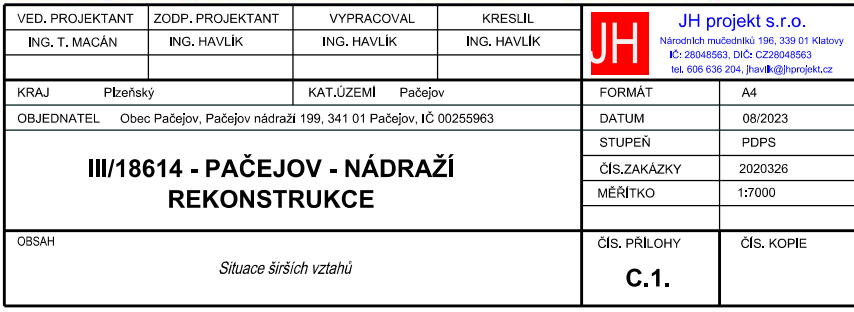 VED. PROJEKTANT ZODP. PROJEKTANT VYPRACOVAL KRESLIL
ING. T. MACÁN ING. HAVLÍK ING. HAVLÍK ING. HAVLÍK
JH
JH projekt s.r.o.
Národních mučedníků 196, 339 01 Klatovy
IČ: 28048563, DIČ: CZ28048563
tel. 606 636 204, jhavlik@jhprojekt.cz
KRAJ Plzeňský KAT.ÚZEMÍ Pačejov
OBJEDNATEL Obec Pačejov, Pačejov nádraží 199, 341 01 Pačejov, IČ 00255963
III/18614 - PAČEJOV - NÁDRAŽÍ
REKONSTRUKCE
FORMÁT A4
DATUM 08/2023
STUPEŇ PDPS
ČÍS.ZAKÁZKY 2020326
MĚŘÍTKO 1:7000
OBSAH
Situace širších vztahů
ČÍS. PŘÍLOHY ČÍS. KOPIE
C.1.